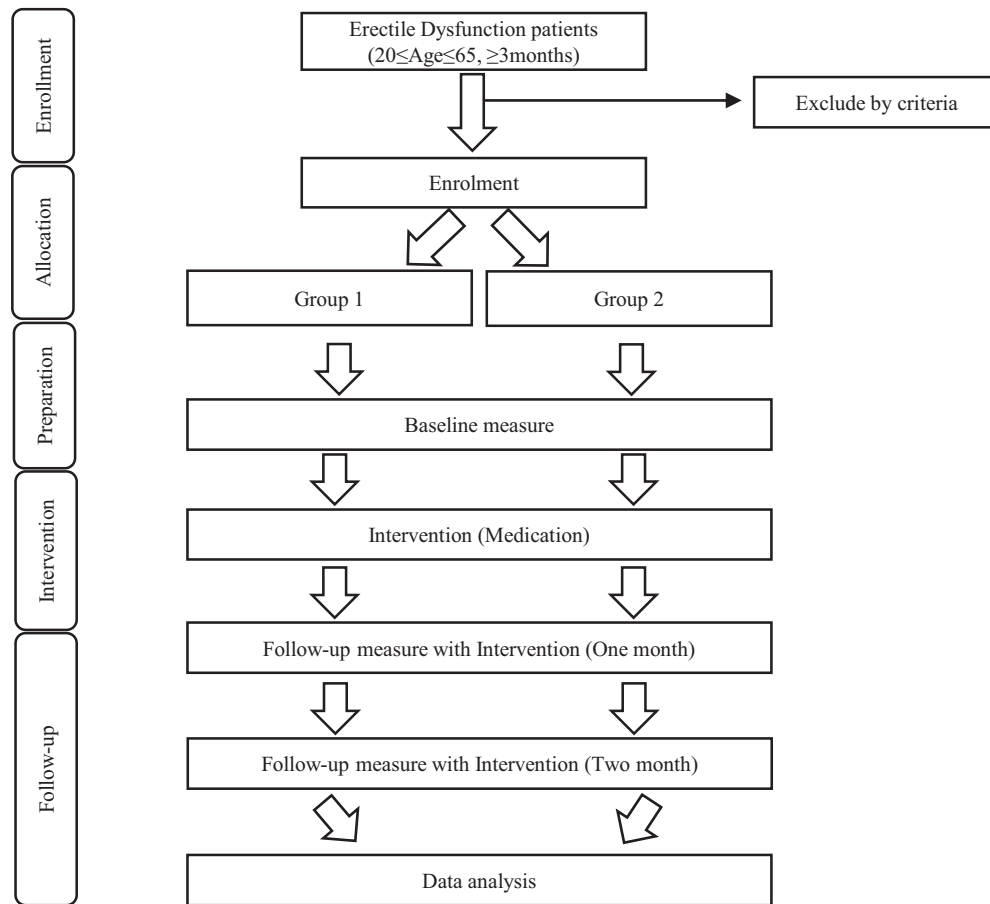 Enrollment
Erectile Dysfunction patients
(20≤Age≤65, ≥3months)
Exclude by criteria
Enrolment
Allocation
Group 1
Group 2
Preparation
Baseline measure
Intervention
Intervention (Medication)
Follow-up
Follow-up measure with Intervention (One month)
Follow-up measure with Intervention (Two month)
Data analysis